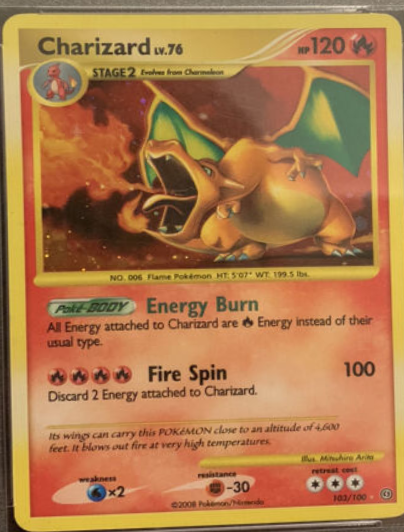 Charizard LV.76 HP 120
STAGE2 Evolves from Charmeleon
NO. 006 Flame Pokémon HT: 5'07" WT: 199.5 lbs.
Poké-BODY Energy Burn
All Energy attached to Charizard are Energy instead of their
usual type.
Fire Spin 100
Discard 2 Energy attached to Charizard.
Its wings can carry this POKéMON close to an altitude of 4,600
feet. It blows out fire at very high temperatures.
Illus. Mitsuhiro Arita
weakness resistance retreat cost
×2 -30
©2008 Pokémon/Nintendo 103/100